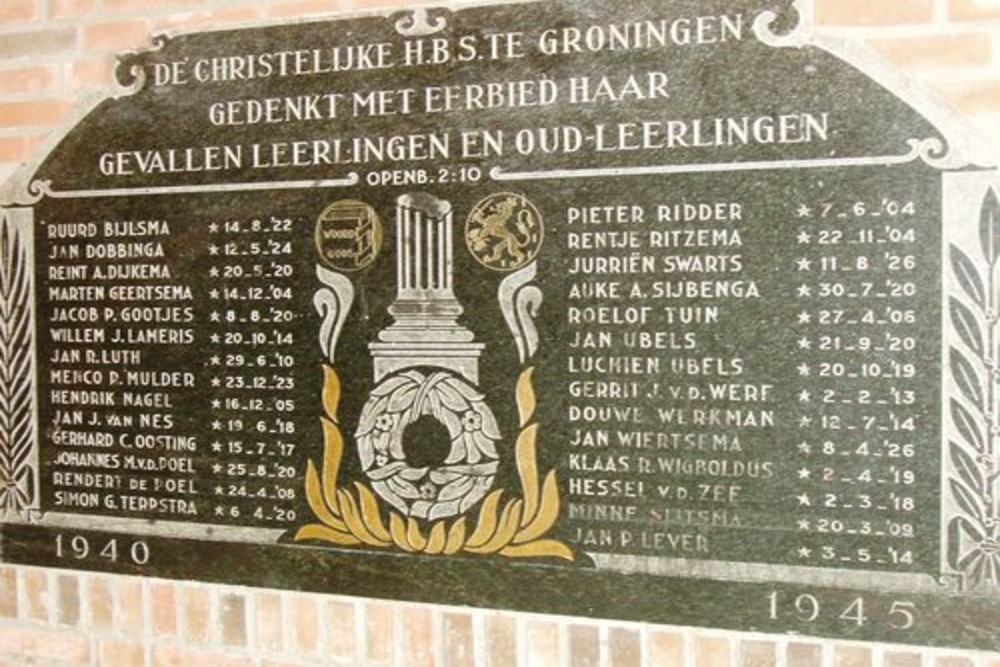 DE CHRISTELIJKE H.B.S. TE GRONINGEN
GEDENKT MET EERBIED HAAR
GEVALLEN LEERLINGEN EN OUD-LEERLINGEN
OPENB. 2:10
RUURD BIJLSMA * 14_8_'22
JAN DOBBINGA * 12_5_'24
REINT A. DIJKEMA * 20_5_'20
MARTEN GEERTSEMA * 14_12_'04
JACOB P. GOOTJES * 8_8_'20
WILLEM J. LAMERIS * 20_10_'14
JAN R. LUTH * 29_6_'10
MENCO P. MULDER * 23_12_'23
HENDRIK NAGEL * 16_12_'05
JAN J. VAN NES * 19_6_'18
GERHARD C. OOSTING * 15_7_'17
JOHANNES M. v.d. POEL * 25_8_'20
RENDERT DE POEL * 24_4_'08
SIMON G. TERPSTRA * 6_4_'20
PIETER RIDDER * 7_6_'04
RENTJE RITZEMA * 22_11_'04
JURRIËN SWARTS * 11_8_'26
AUKE A. SIJBENGA * 30_7_'20
ROELOF TUIN * 27_4_'06
JAN UBELS * 21_9_'20
LUCHIEN UBELS * 20_10_'19
GERRIT J. v.d. WERF * 2_2_'13
DOUWE WERKMAN * 12_7_'14
JAN WIERTSEMA * 8_4_'26
KLAAS R. WIGBOLDUS * 2_4_'19
HESSEL v.d. ZEE * 2_3_'18
MINNE * 20_3_'09
JAN P. LEVER * 3_5_'14
1940
1945